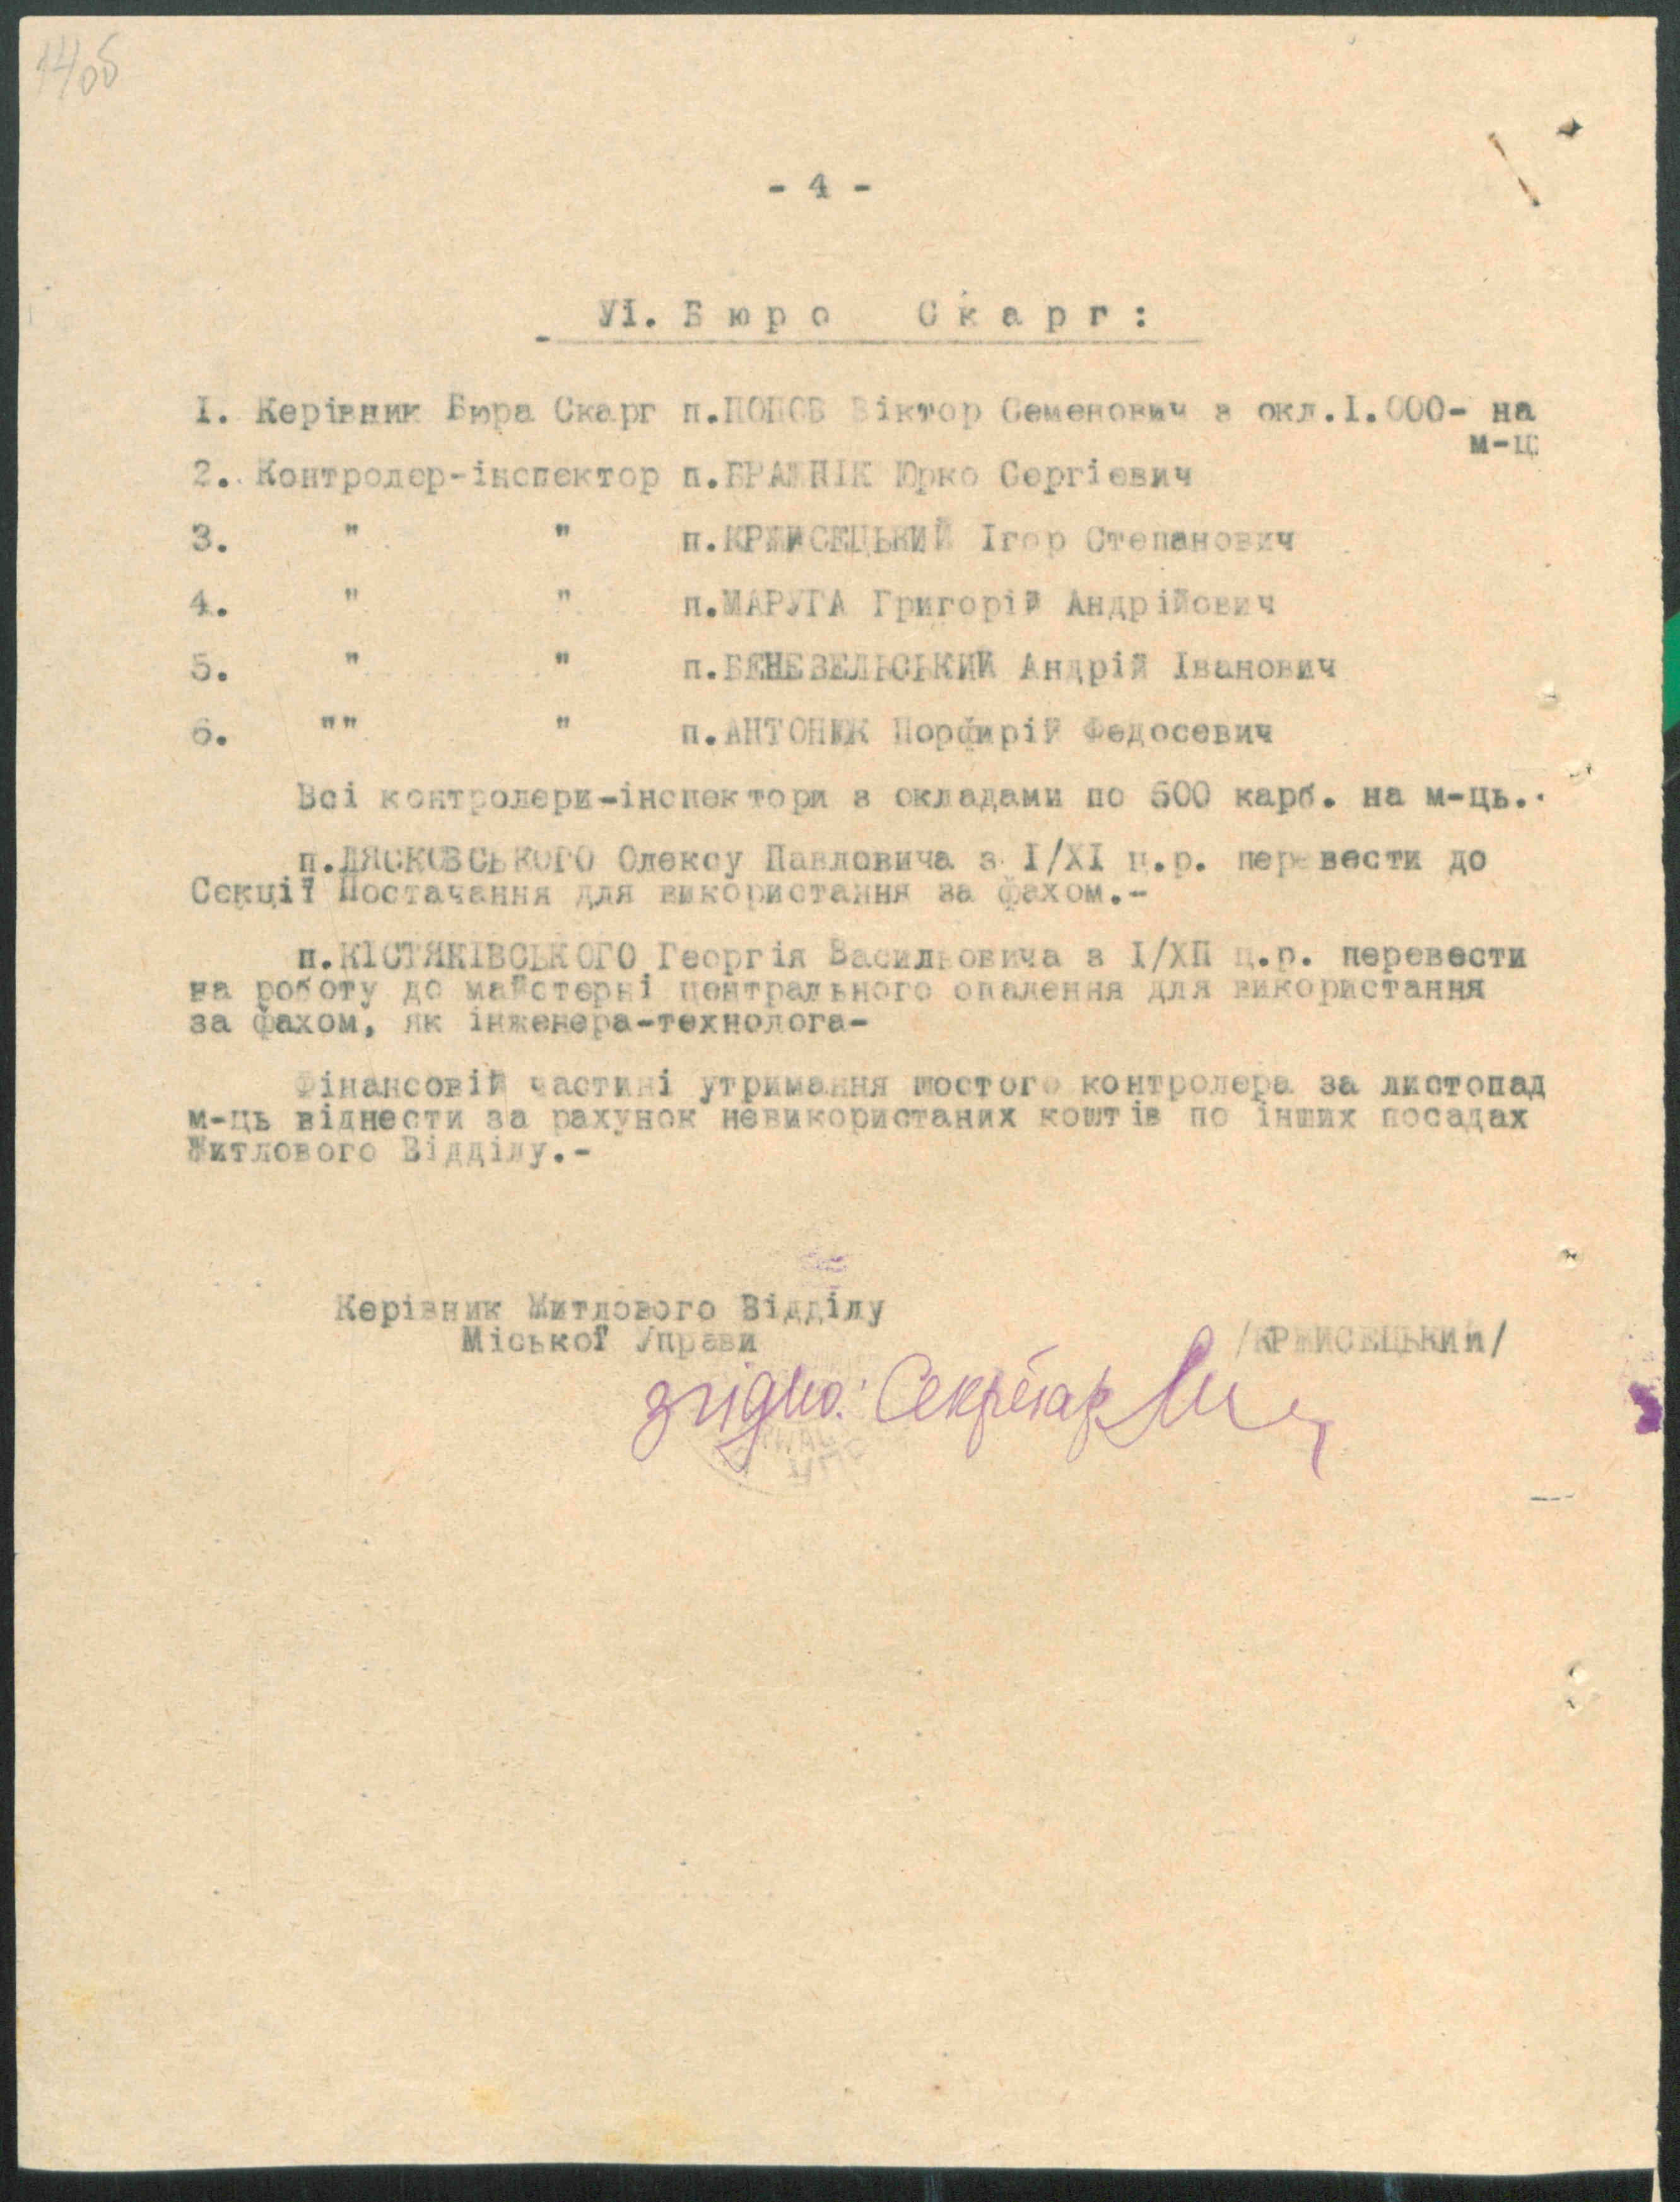 14об
- 4 -
УІ. Бюро Скарг:
І. Керівник Бюра Скарг п.ПОПОВ Віктор Семенович з окл.І.000- на
м-ц
2. Контролер-інспектор п.БРАЖНІК Юрко Сергієвич
3. " " п.КРЖИСЕЦЬКИЙ Ігор Степанович
4. " " п.МАРУГА Григорій Андрійович
5. " " п.БЕНЕВЕЛЬСЬКИЙ Андрій Іванович
6. "" " п.АНТОНЮК Порфирій Федосевич
Всі контролери-інспектори з окладами по 600 карб. на м-ць.
п.ЛЯСКОВСЬКОГО Олексу Павловича з І/ХІ ц.р. перевести до
Секції Постачання для використання за фахом.-
п.КІСТЯКІВСЬКОГО Георгія Васильовича з І/ХП ц.р. перевести
на роботу до майстерні центрального опалення для використання
за фахом, як інженера-технолога-
Фінансовій частині утримання шостого контролера за листопад
м-ць віднести за рахунок невикористаних коштів по інших посадах
Житлового Відділу.-
Керівник Житлового Відділу
Міської Управи /КРЖИСЕЦЬКИЙ/
згідно: Секретар